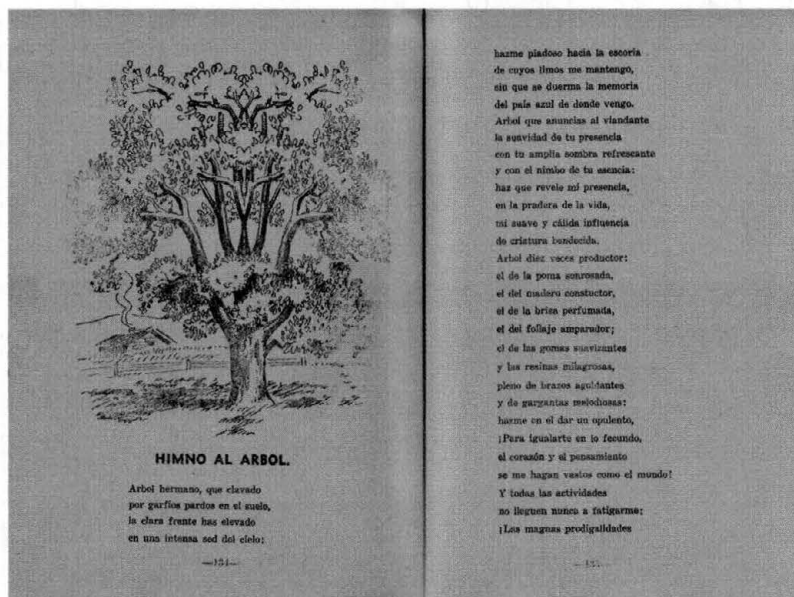 HIMNO AL ARBOL.
Arbol hermano, que clavado
por garfios pardos en el suelo,
la clara frente has elevado
en una intensa sed del cielo:
—134—
hazme piadoso hacia la escoria
de cuyos limos me mantengo,
sin que se duerma la memoria
del país azul de donde vengo.
Arbol que anuncias al viandante
la suavidad de tu presencia
con tu amplia sombra refrescante
y con el nimbo de tu esencia:
haz que revele mi presencia,
en la pradera de la vida,
mi suave y cálida influencia
de criatura bendecida.
Arbol diez veces productor:
el de la poma sonrosada,
el del madero constuctor,
el de la brisa perfumada,
el del follaje amparador;
el de las gomas suavizantes
y las resinas milagrosas,
pleno de brazos
y de gargantas melodiosas:
hazme en el dar un opulento,
¡Para igualarte en lo fecundo,
el corazón y el pensamiento
se me hagan vastos como el mundo!
Y todas las actividades
no lleguen nunca a fatigarme:
¡Las magnas prodigalidades